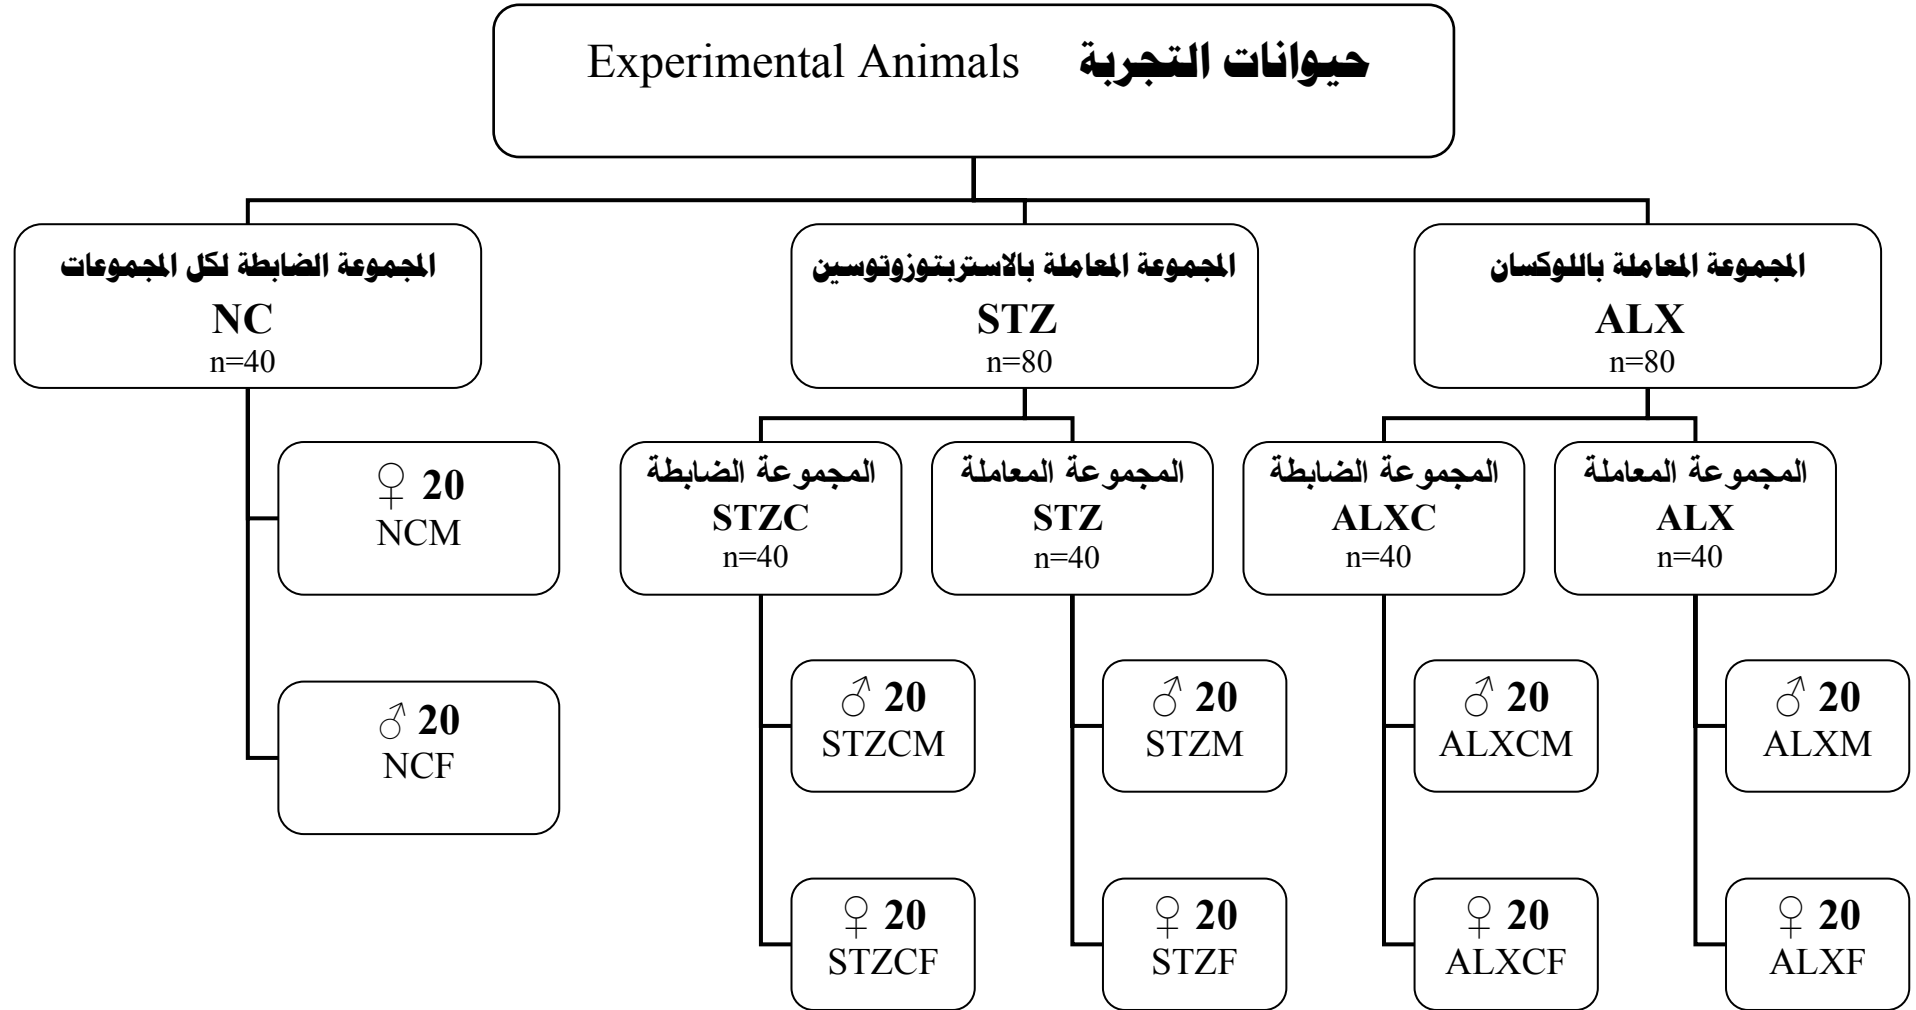 حيوانات التجربة Experimental Animals
المجموعة المعاملة باللوكسان
ALX
n=80
المجموعة المعاملة بالاستربتوزوتوسين
STZ
n=80
المجموعة الضابطة لكل المجموعات
NC
n=40
المجموعة المعاملة
ALX
n=40
المجموعة الضابطة
ALXC
n=40
المجموعة المعاملة
STZ
n=40
المجموعة الضابطة
STZC
n=40
♀ 20
NCM
♂ 20
NCF
♂ 20
ALXM
♂ 20
ALXCM
♂ 20
STZM
♂ 20
STZCM
♀ 20
ALXF
♀ 20
ALXCF
♀ 20
STZF
♀ 20
STZCF